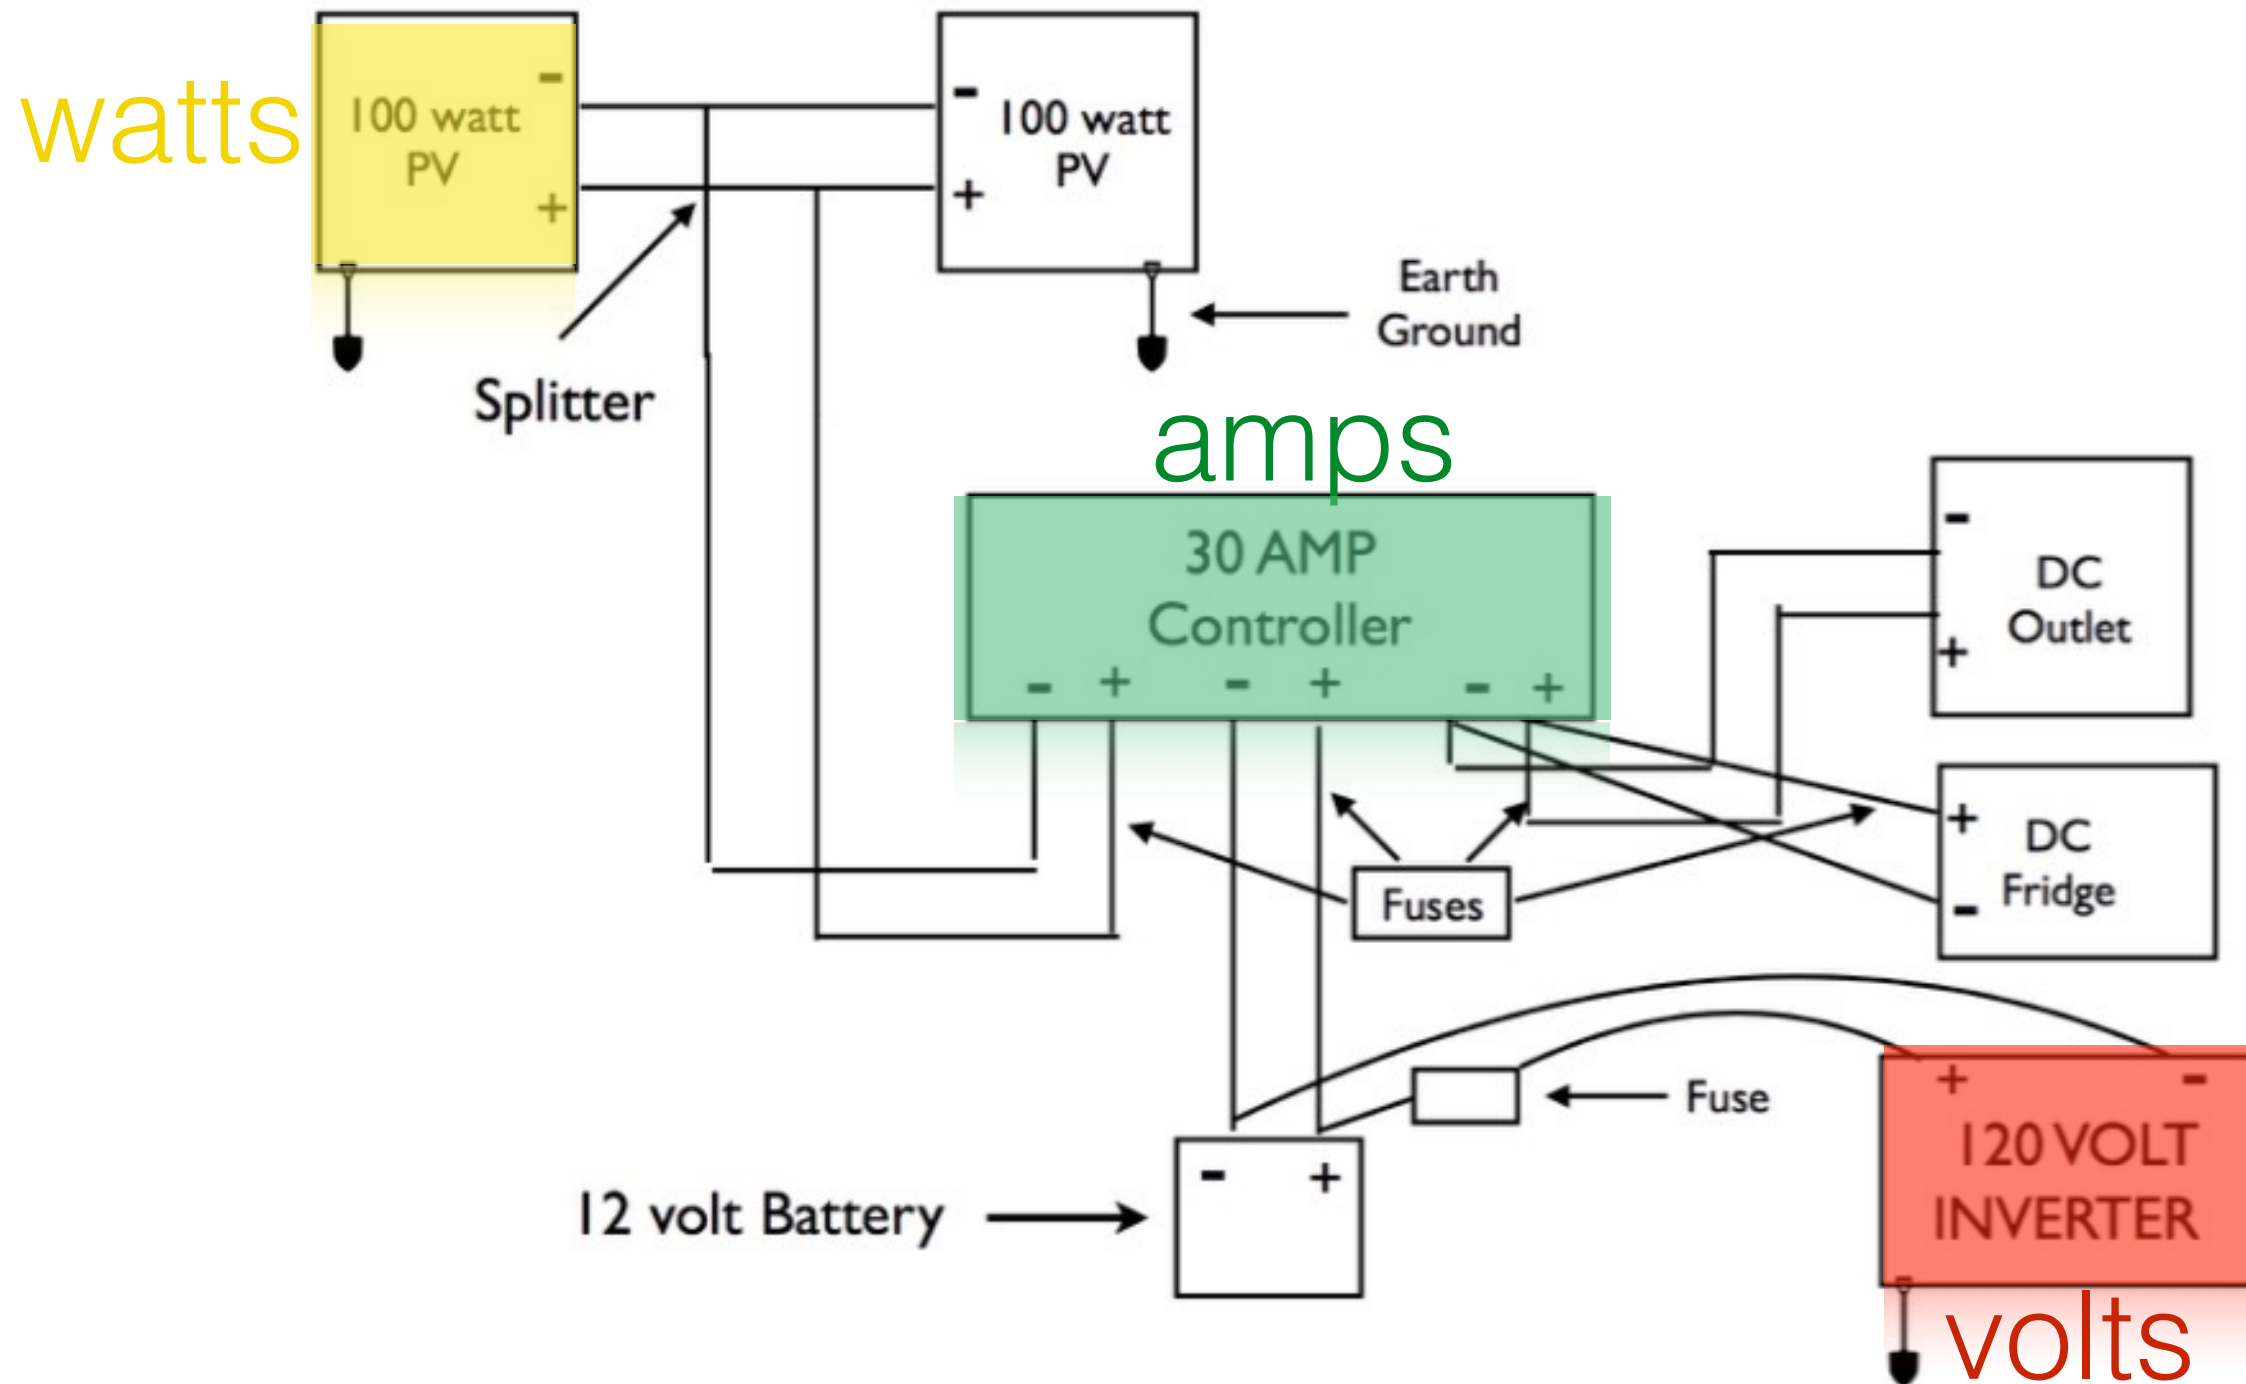 watts
-
100 watt
PV
+
-
100 watt
PV
+
Splitter
Earth
Ground
amps
30 AMP
Controller
- + - + - +
-
DC
Outlet
+
+
DC
Fridge
-
Fuses
Fuse
12 volt Battery
- +
+ -
120 VOLT
INVERTER
volts